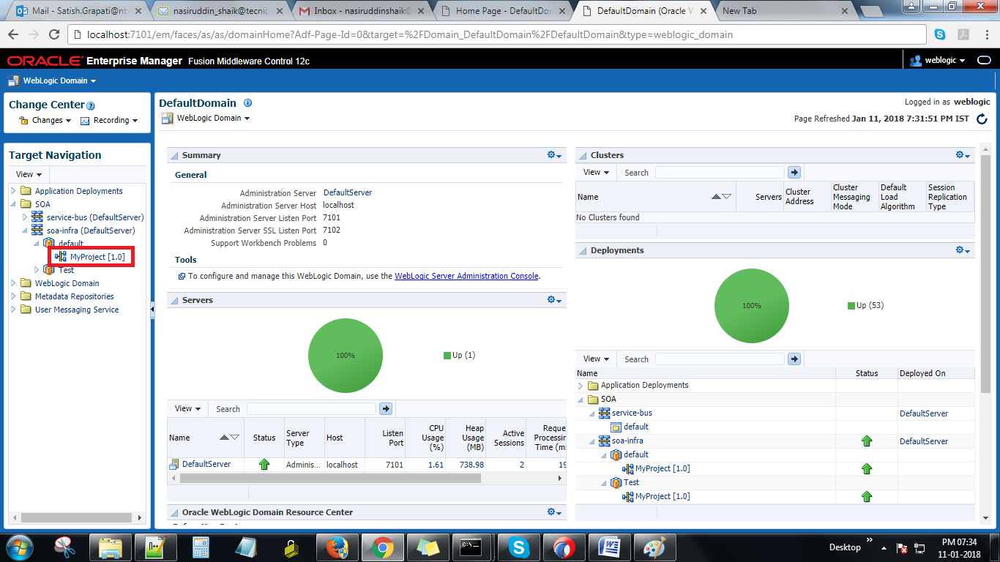 Mail - Satish.Grapati@nb
nasiruddin_shaik@tecnics
Inbox - nasiruddinshaik@
Home Page - DefaultDom
DefaultDomain (Oracle W
New Tab
localhost:7101/em/faces/as/as/domainHome?Adf-Page-Id=0&target=%2FDomain_DefaultDomain%2FDefaultDomain&type=weblogic_domain
ORACLE Enterprise Manager Fusion Middleware Control 12c
weblogic
WebLogic Domain
Change Center
Changes
Recording
Target Navigation
View
Application Deployments
SOA
service-bus (DefaultServer)
soa-infra (DefaultServer)
default
MyProject [1.0]
Test
WebLogic Domain
Metadata Repositories
User Messaging Service
DefaultDomain
WebLogic Domain
Logged in as weblogic
Page Refreshed Jan 11, 2018 7:31:51 PM IST
Summary
General
Administration Server DefaultServer
Administration Server Host localhost
Administration Server Listen Port 7101
Administration Server SSL Listen Port 7102
Support Workbench Problems 0
Tools
To configure and manage this WebLogic Domain, use the WebLogic Server Administration Console.
Servers
100%
Up (1)
View
Search
Name Status Server Type Host Listen Port CPU Usage (%) Heap Usage (MB) Active Sessions Reque Processing Time (m
DefaultServer Adminis... localhost 7101 1.61 738.98 2 19
Oracle WebLogic Domain Resource Center
Clusters
View
Search
Name Servers Cluster Address Cluster Messaging Mode Default Load Algorithm Session Replication Type
No Clusters found
Deployments
100%
Up (53)
View
Search
Name Status Deployed On
Application Deployments
SOA
service-bus DefaultServer
default
soa-infra DefaultServer
default
MyProject [1.0]
Test
MyProject [1.0]
Desktop
PM 07:34
11-01-2018